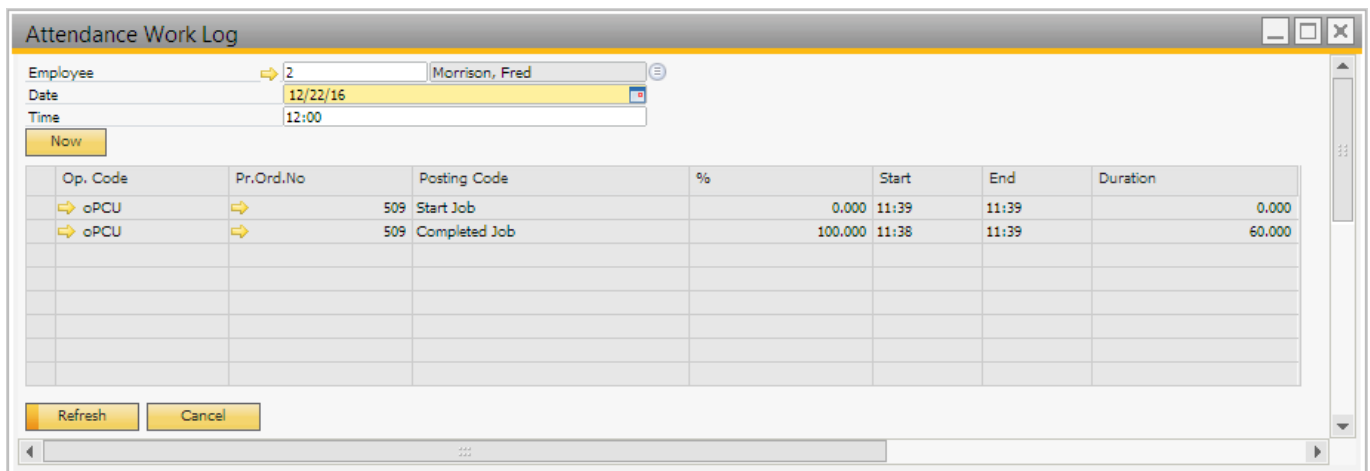 Attendance Work Log
Employee 2 Morrison, Fred
Date 12/22/16
Time 12:00
Now
Op. Code Pr.Ord.No Posting Code % Start End Duration
oPCU 509 Start Job 0.000 11:39 11:39 0.000
oPCU 509 Completed Job 100.000 11:38 11:39 60.000
Refresh Cancel